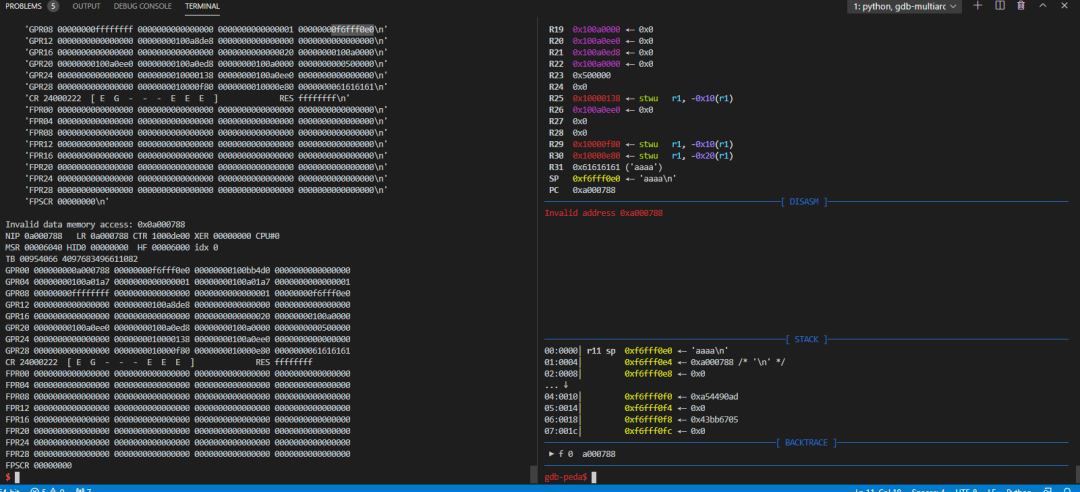 PROBLEMS 5 OUTPUT DEBUG CONSOLE TERMINAL
1: python, gdb-multiarc
'GPR08 00000000ffffffff 0000000000000000 0000000000000001 00000000f6fff0e0\n'
'GPR12 0000000000000000 00000000100a8de8 0000000000000000 0000000000000000\n'
'GPR16 0000000000000000 0000000000000000 0000000000000020 00000000100a0000\n'
'GPR20 00000000100a0ee0 00000000100a0ed8 00000000100a0000 0000000000500000\n'
'GPR24 0000000000000000 0000000010000138 00000000100a0ee0 0000000000000000\n'
'GPR28 0000000000000000 0000000010000f80 0000000010000e80 0000000061616161\n'
'CR 24000222 [ E G - - - E E E ] RES ffffffff\n'
'FPR00 0000000000000000 0000000000000000 0000000000000000 0000000000000000\n'
'FPR04 0000000000000000 0000000000000000 0000000000000000 0000000000000000\n'
'FPR08 0000000000000000 0000000000000000 0000000000000000 0000000000000000\n'
'FPR12 0000000000000000 0000000000000000 0000000000000000 0000000000000000\n'
'FPR16 0000000000000000 0000000000000000 0000000000000000 0000000000000000\n'
'FPR20 0000000000000000 0000000000000000 0000000000000000 0000000000000000\n'
'FPR24 0000000000000000 0000000000000000 0000000000000000 0000000000000000\n'
'FPR28 0000000000000000 0000000000000000 0000000000000000 0000000000000000\n'
'FPSCR 00000000\n'
Invalid data memory access: 0x0a000788
NIP 0a000788 LR 0a000788 CTR 1000de00 XER 00000000 CPU#0
MSR 00006040 HID0 00000000 HF 00006000 idx 0
TB 00954066 4097683496611082
GPR00 000000000a000788 00000000f6fff0e0 00000000100bb4d0 0000000000000000
GPR04 00000000100a01a7 0000000000000001 00000000100a01a7 0000000000000001
GPR08 00000000ffffffff 0000000000000000 0000000000000001 00000000f6fff0e0
GPR12 0000000000000000 00000000100a8de8 0000000000000000 0000000000000000
GPR16 0000000000000000 0000000000000000 0000000000000020 00000000100a0000
GPR20 00000000100a0ee0 00000000100a0ed8 00000000100a0000 0000000000500000
GPR24 0000000000000000 0000000010000138 00000000100a0ee0 0000000000000000
GPR28 0000000000000000 0000000010000f80 0000000010000e80 0000000061616161
CR 24000222 [ E G - - - E E E ] RES ffffffff
FPR00 0000000000000000 0000000000000000 0000000000000000 0000000000000000
FPR04 0000000000000000 0000000000000000 0000000000000000 0000000000000000
FPR08 0000000000000000 0000000000000000 0000000000000000 0000000000000000
FPR12 0000000000000000 0000000000000000 0000000000000000 0000000000000000
FPR16 0000000000000000 0000000000000000 0000000000000000 0000000000000000
FPR20 0000000000000000 0000000000000000 0000000000000000 0000000000000000
FPR24 0000000000000000 0000000000000000 0000000000000000 0000000000000000
FPR28 0000000000000000 0000000000000000 0000000000000000 0000000000000000
FPSCR 00000000
$
R19 0x100a0000 ← 0x0
R20 0x100a0ee0 ← 0x0
R21 0x100a0ed8 ← 0x0
R22 0x100a0000 ← 0x0
R23 0x500000
R24 0x0
R25 0x10000138 ← stwu r1, -0x10(r1)
R26 0x100a0ee0 ← 0x0
R27 0x0
R28 0x0
R29 0x10000f80 ← stwu r1, -0x10(r1)
R30 0x10000e80 ← stwu r1, -0x20(r1)
R31 0x61616161 ('aaaa')
SP 0xf6fff0e0 ← 'aaaa\n'
PC 0xa000788
[ DISASM ]
Invalid address 0xa000788
[ STACK ]
00:0000│ r11 sp 0xf6fff0e0 ← 'aaaa\n'
01:0004│ 0xf6fff0e4 ← 0xa000788 /* '\n' */
02:0008│ 0xf6fff0e8 ← 0x0
... ↓
04:0010│ 0xf6fff0f0 ← 0xa54490ad
05:0014│ 0xf6fff0f4 ← 0x0
06:0018│ 0xf6fff0f8 ← 0x43bb6705
07:001c│ 0xf6fff0fc ← 0x0
[ BACKTRACE ]
► f 0 a000788
gdb-peda$